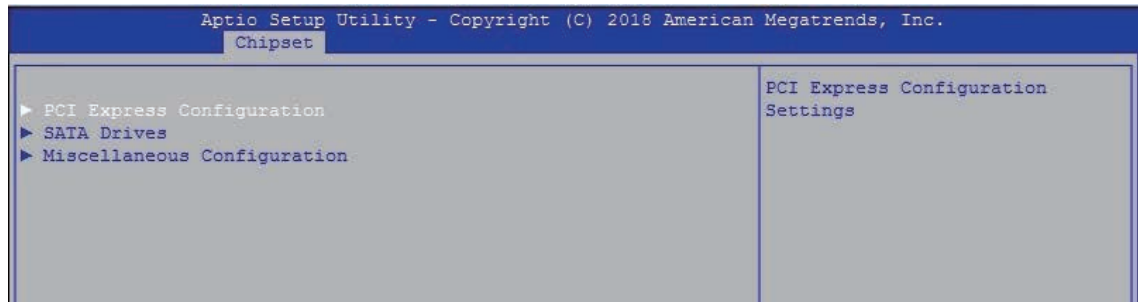 Aptio Setup Utility - Copyright (C) 2018 American Megatrends, Inc.
Chipset
► PCI Express Configuration
► SATA Drives
► Miscellaneous Configuration
PCI Express Configuration
Settings